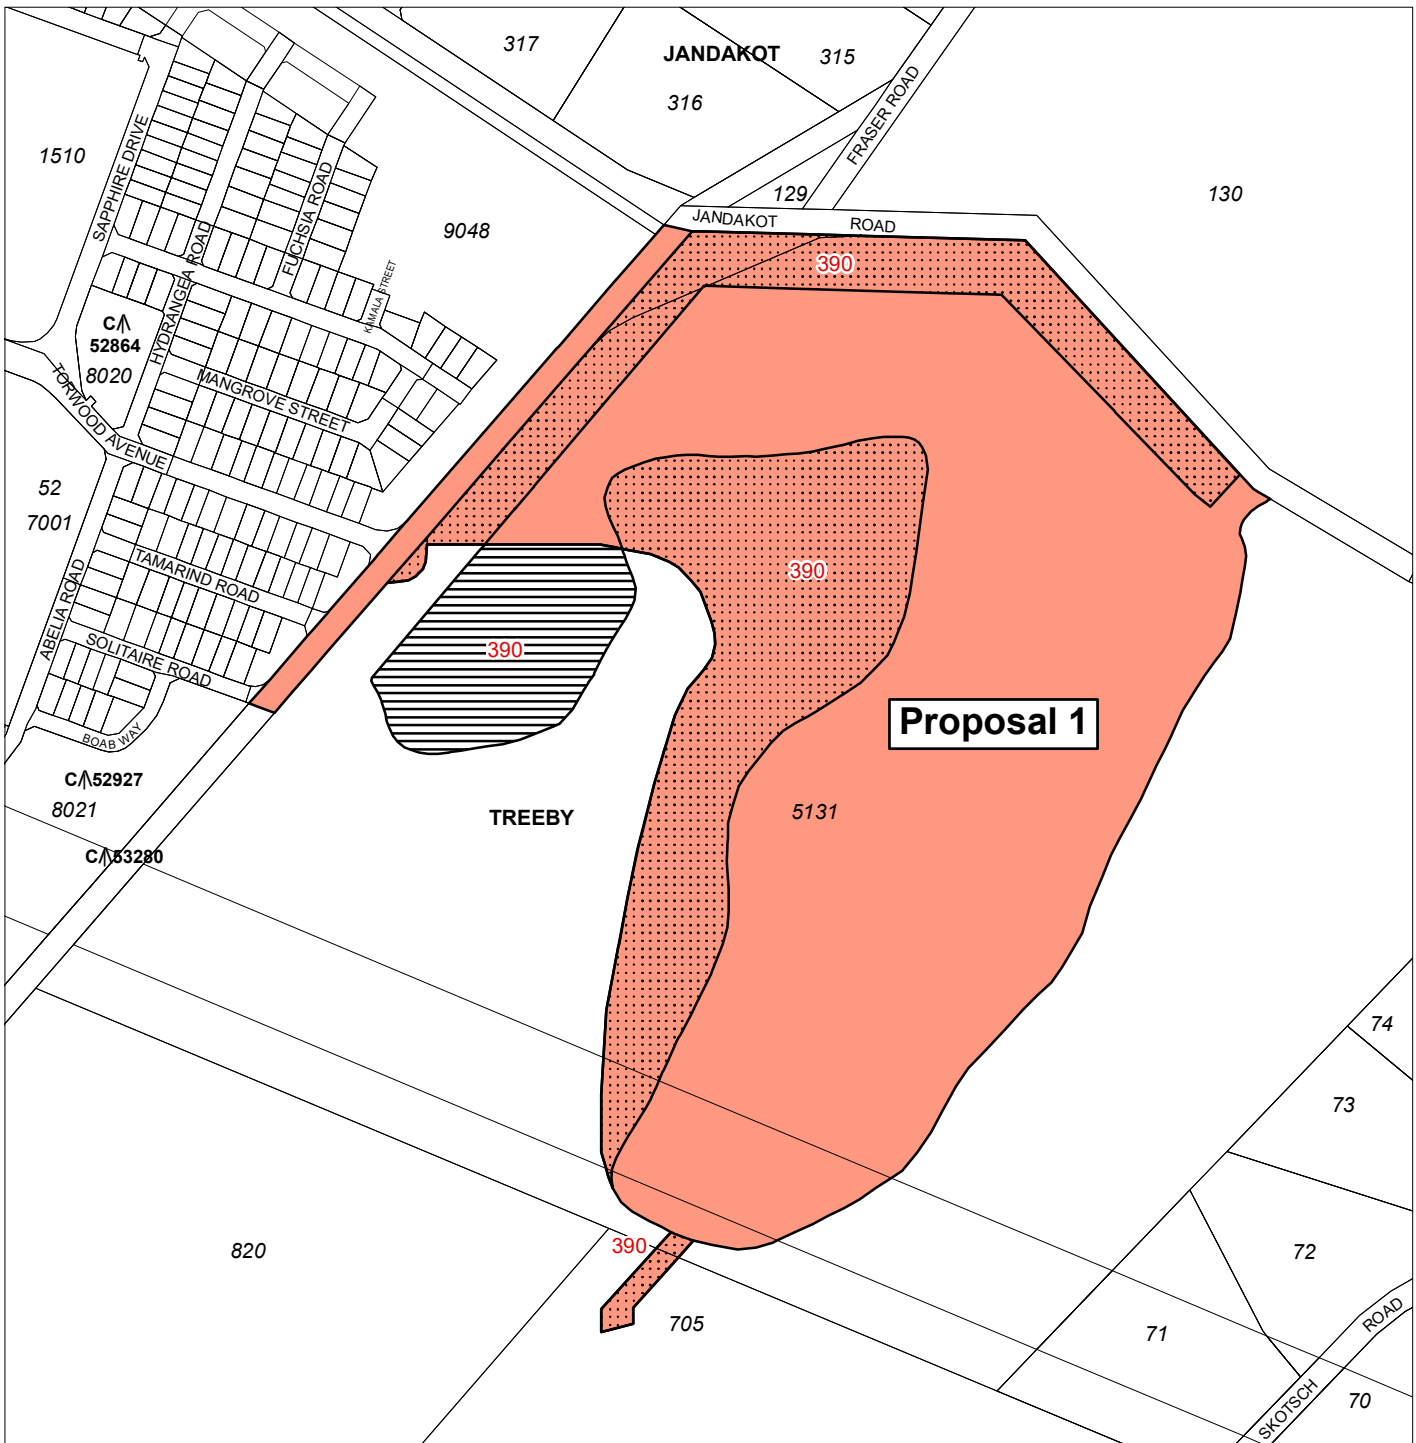 317
JANDAKOT
315
316
FRASER ROAD
1510
SAPPHIRE DRIVE
129
130
FUCHSIA ROAD
JANDAKOT ROAD
9048
HYDRANGEA ROAD
390
KAMALA STREET
C
52864
8020
TORWOOD AVENUE
MANGROVE STREET
52
7001
TAMARIND ROAD
390
ABELIA ROAD
SOLITAIRE ROAD
390
Proposal 1
BOAB WAY
C 52927
8021
TREEBY
5131
C 53280
74
73
820
390
72
705
71
SKOTSCH ROAD
70